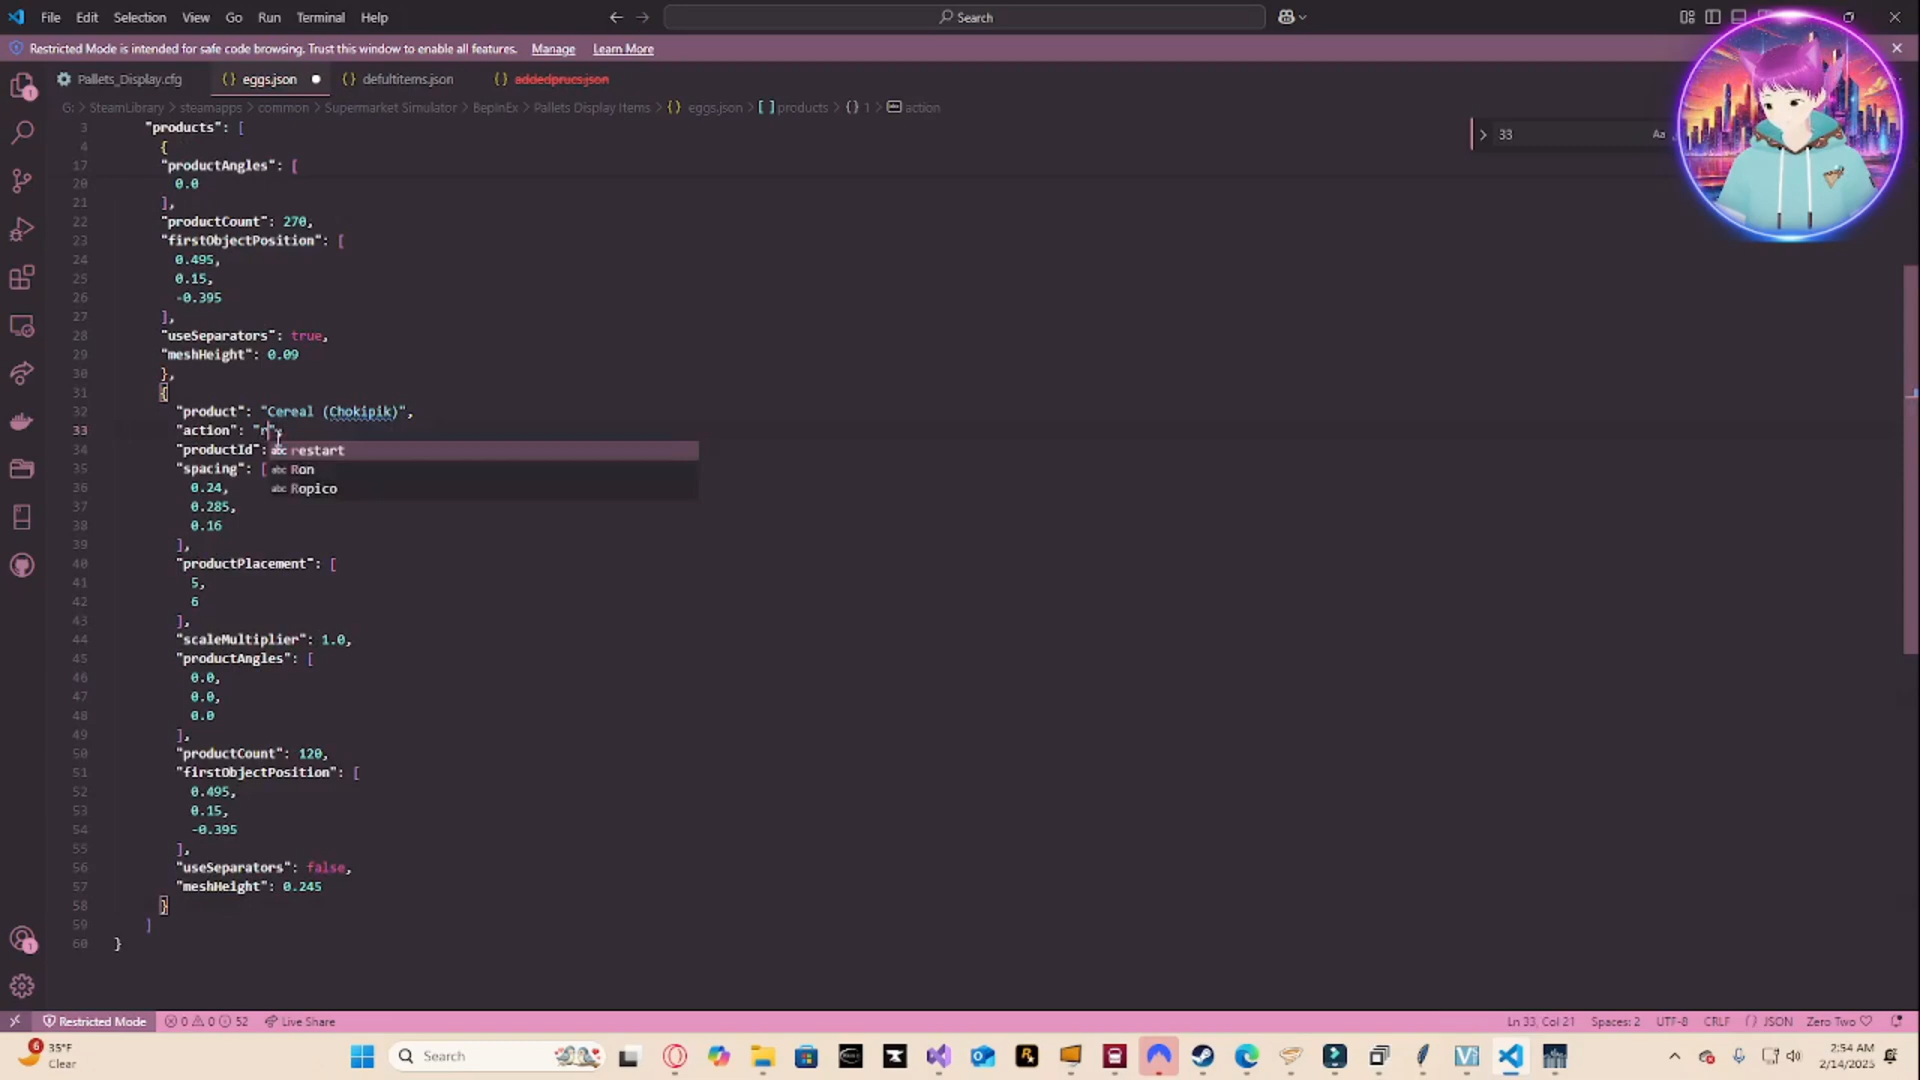 File Edit Selection View Go Run Terminal Help
Search
Restricted Mode is intended for safe code browsing. Trust this window to enable all features. Manage Learn More
Pallets_Display.cfg
{} eggs.json
{} defultitems.json
{} addedprucs.json
G: > SteamLibrary > steamapps > common > Supermarket Simulator > BepInEx > Pallets Display Items > {} eggs.json > [ ] products > {} 1 > action
33
Aa
3 "products": [
4 {
17 "productAngles": [
20 0.0
21 ],
22 "productCount": 270,
23 "firstObjectPosition": [
24 0.495,
25 0.15,
26 -0.395
27 ],
28 "useSeparators": true,
29 "meshHeight": 0.09
30 },
31 {
32 "product": "Cereal (Chokipik)",
33 "action": "r",
34 "productId":
35 "spacing": [
36 0.24,
37 0.285,
38 0.16
39 ],
40 "productPlacement": [
41 5,
42 6
43 ],
44 "scaleMultiplier": 1.0,
45 "productAngles": [
46 0.0,
47 0.0,
48 0.0
49 ],
50 "productCount": 120,
51 "firstObjectPosition": [
52 0.495,
53 0.15,
54 -0.395
55 ],
56 "useSeparators": false,
57 "meshHeight": 0.245
58 }
59 ]
60 }
abc restart
abc Ron
abc Ropico
1
1
Restricted Mode 0 0 52 Live Share
Ln 33, Col 21 Spaces: 2 UTF-8 CRLF {} JSON Zero Two
6
35°F
Clear
Search
2:54 AM
2/14/2025